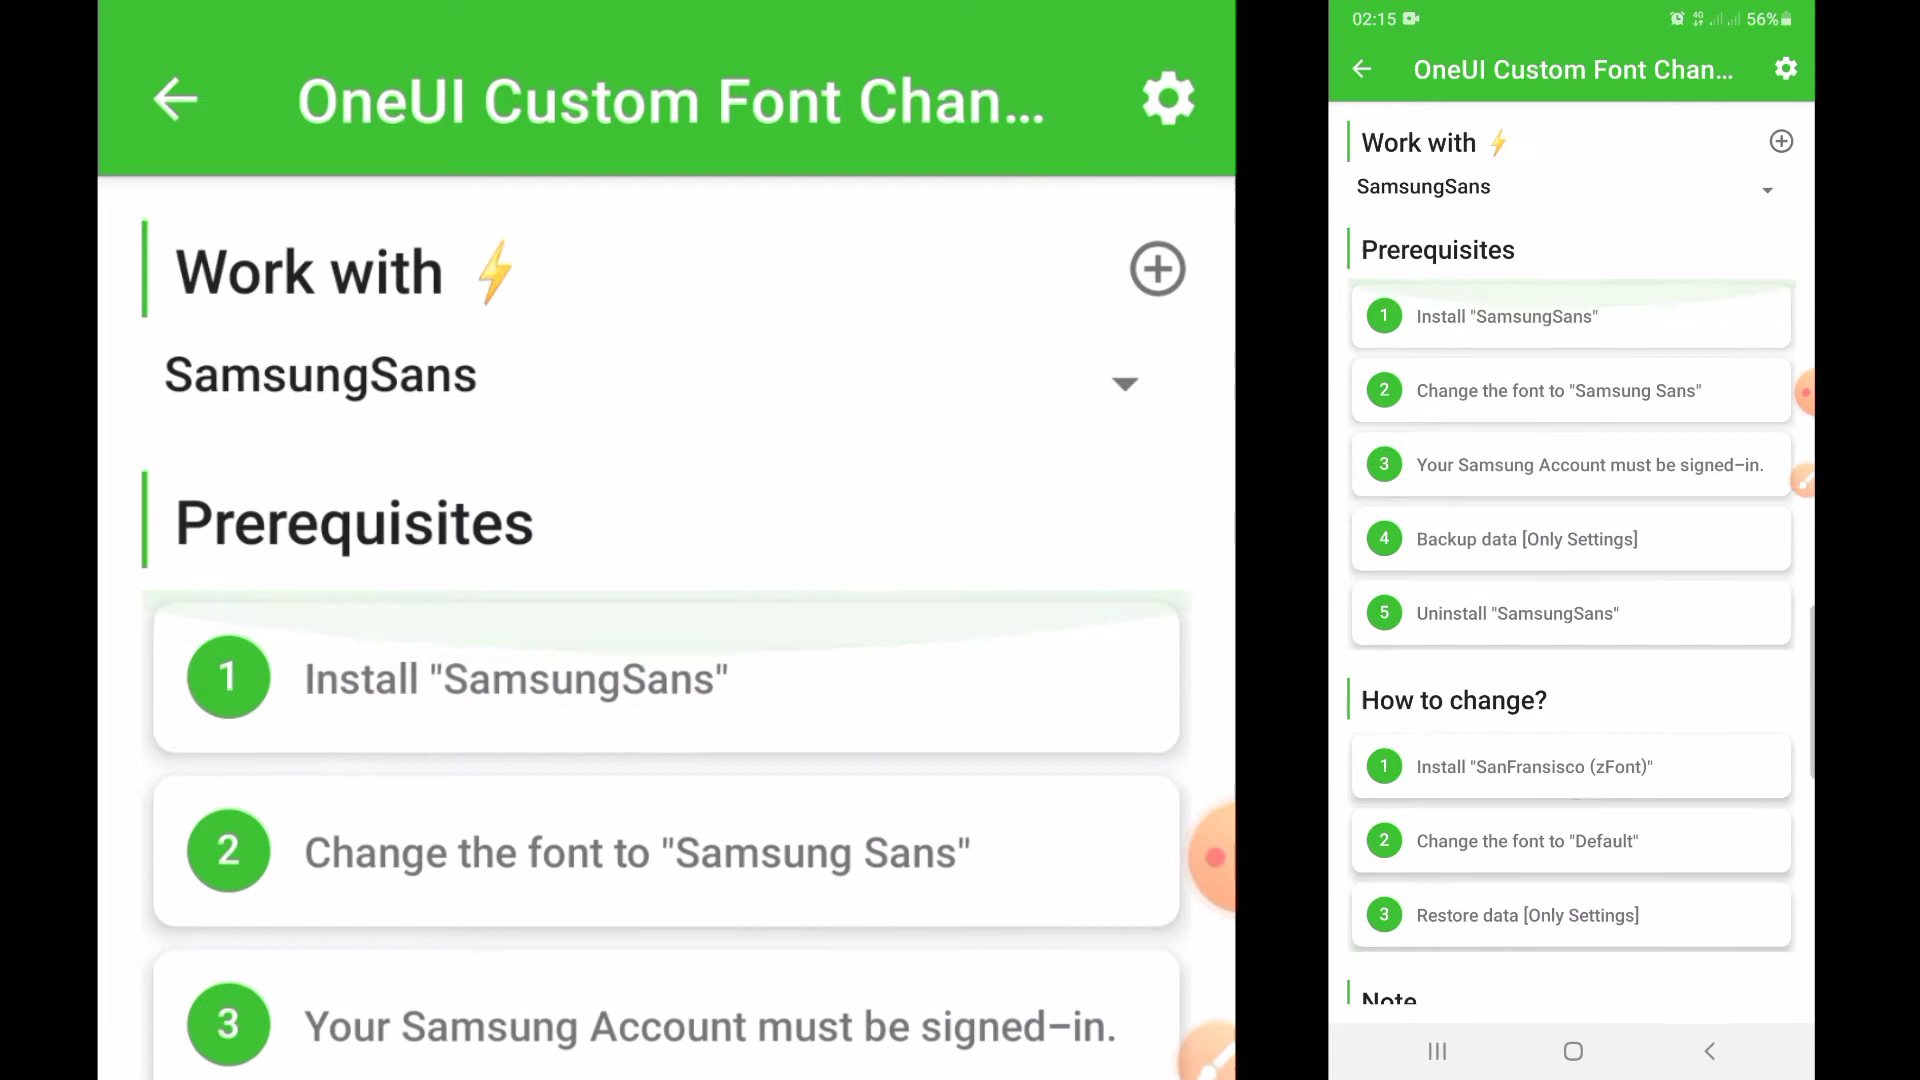 OneUI Custom Font Chan...
Work with ⚡
SamsungSans
Prerequisites
1 Install "SamsungSans"
2 Change the font to "Samsung Sans"
3 Your Samsung Account must be signed-in.
02:15 4G 56%
OneUI Custom Font Chan...
Work with ⚡
SamsungSans
Prerequisites
1 Install "SamsungSans"
2 Change the font to "Samsung Sans"
3 Your Samsung Account must be signed-in.
4 Backup data [Only Settings]
5 Uninstall "SamsungSans"
How to change?
1 Install "SanFransisco (zFont)"
2 Change the font to "Default"
3 Restore data [Only Settings]
Note